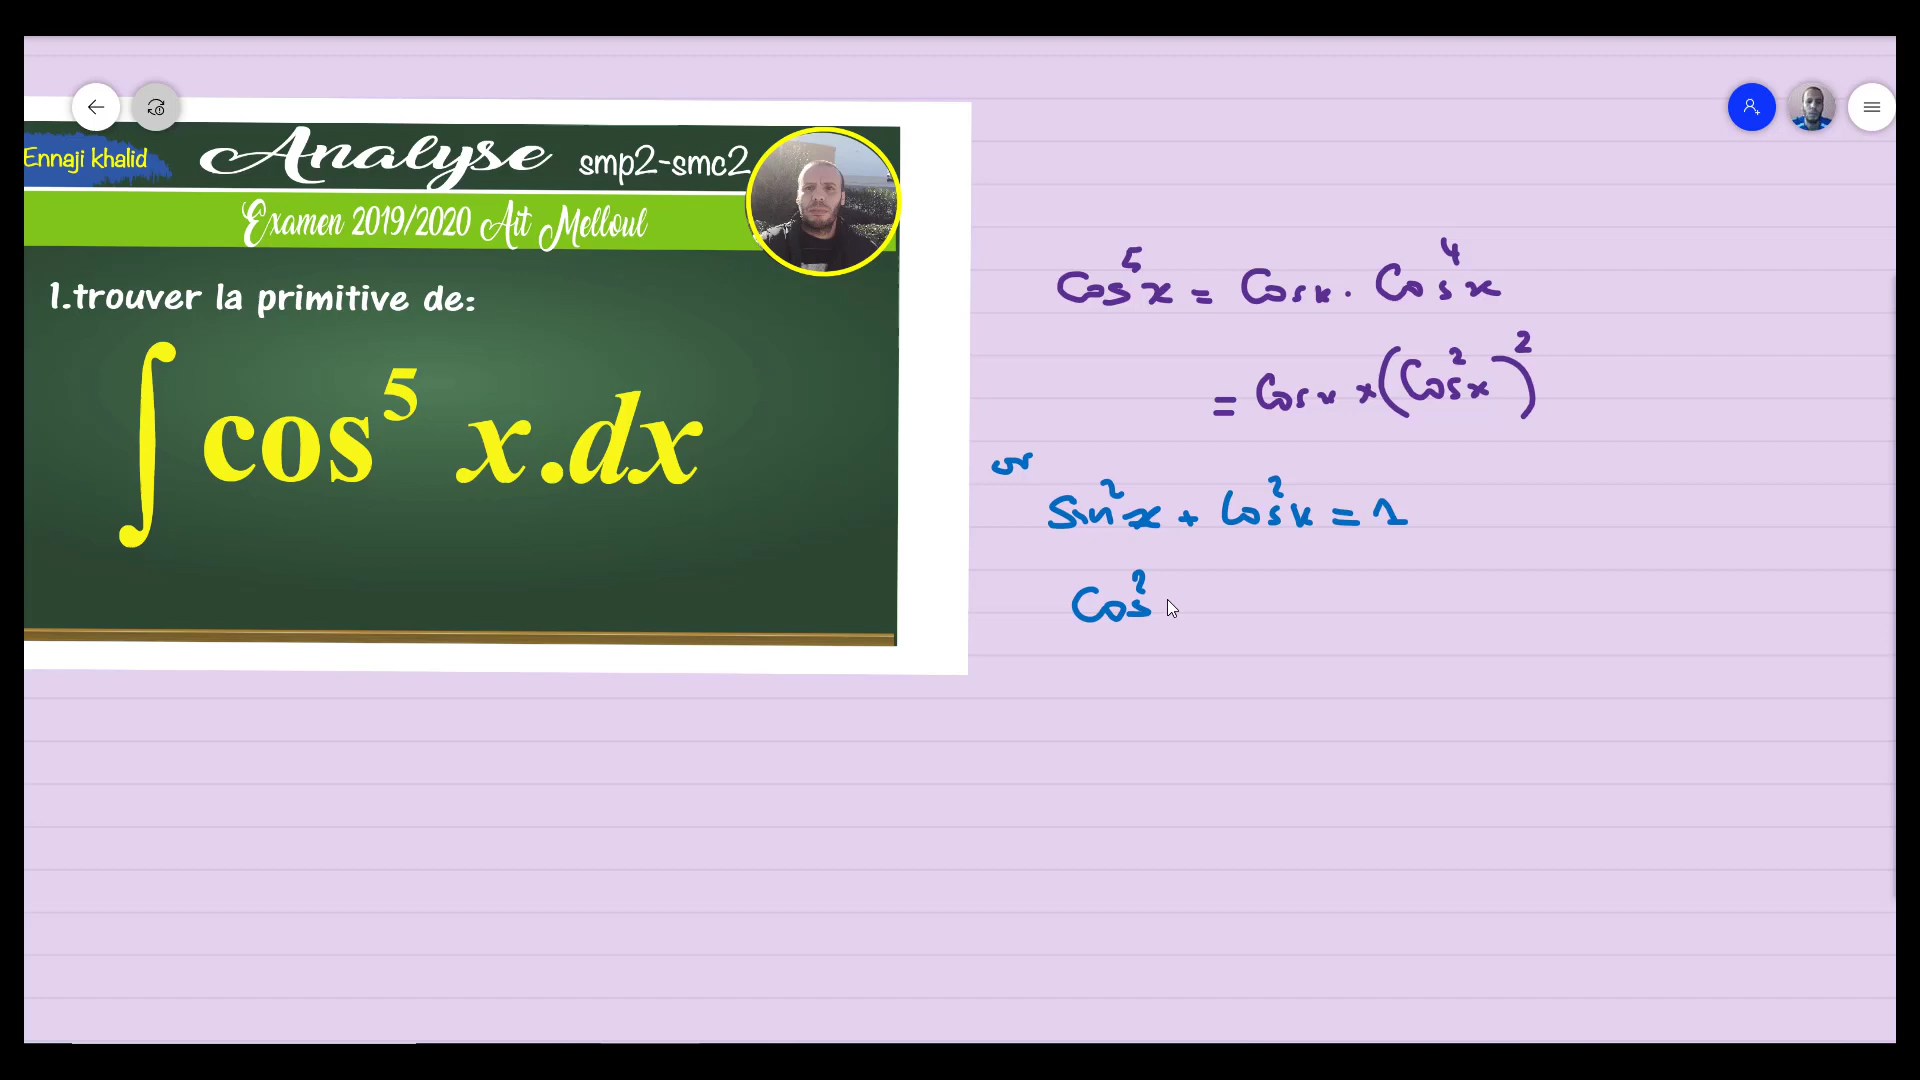 Ennaji khalid
Analyse smp2-smc2
Examen 2019/2020 Ait Melloul
1.trouver la primitive de:
∫ cos⁵ x.dx
Cos⁵x = Cosx . Cos⁴x
= Cosx × (Cos²x)²
or
Sin²x + Cos²x = 1
Cos²